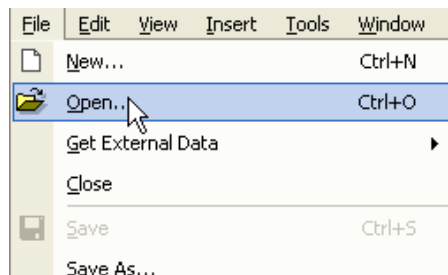 File Edit View Insert Tools Window
New... Ctrl+N
Open... Ctrl+O
Get External Data
Close
Save Ctrl+S
Save As...